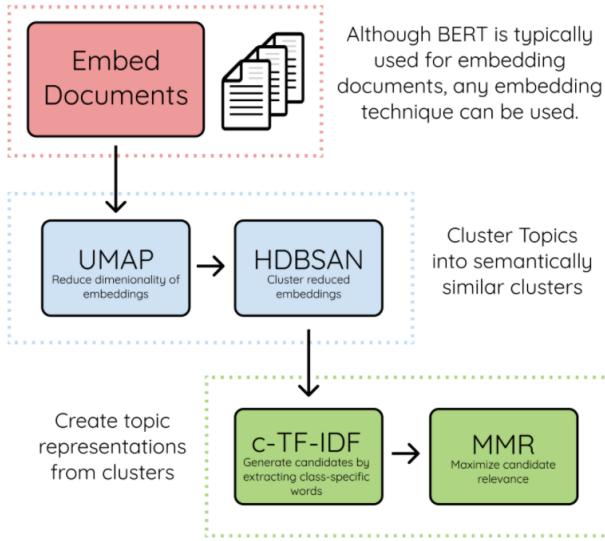 Embed
Documents
Although BERT is typically
used for embedding
documents, any embedding
technique can be used.
UMAP
Reduce dimenionality of
embeddings
HDBSAN
Cluster reduced
embeddings
Cluster Topics
into semantically
similar clusters
Create topic
representations
from clusters
c-TF-IDF
Generate candidates by
extracting class-specific
words
MMR
Maximize candidate
relevance